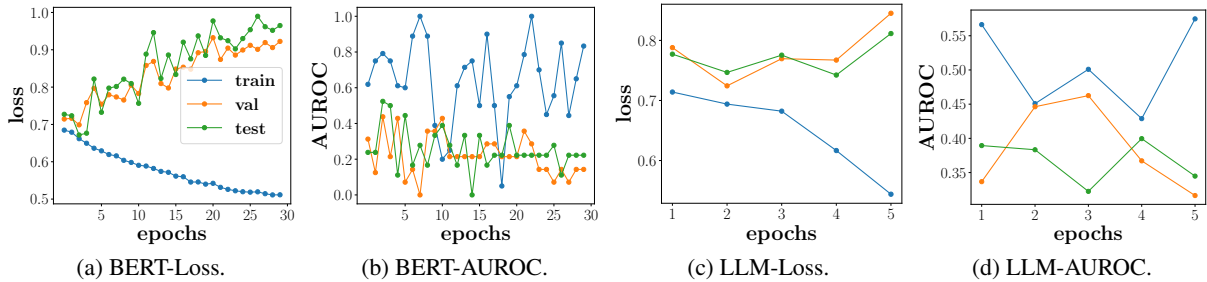 1.0
0.9
0.8
0.7
0.6
0.5
loss
5 10 15 20 25 30
epochs
train
val
test
(a) BERT-Loss.
1.0
0.8
0.6
0.4
0.2
0.0
AUROC
5 10 15 20 25 30
epochs
(b) BERT-AUROC.
0.8
0.7
0.6
loss
1 2 3 4 5
epochs
(c) LLM-Loss.
0.55
0.50
0.45
0.40
0.35
AUROC
1 2 3 4 5
epochs
(d) LLM-AUROC.